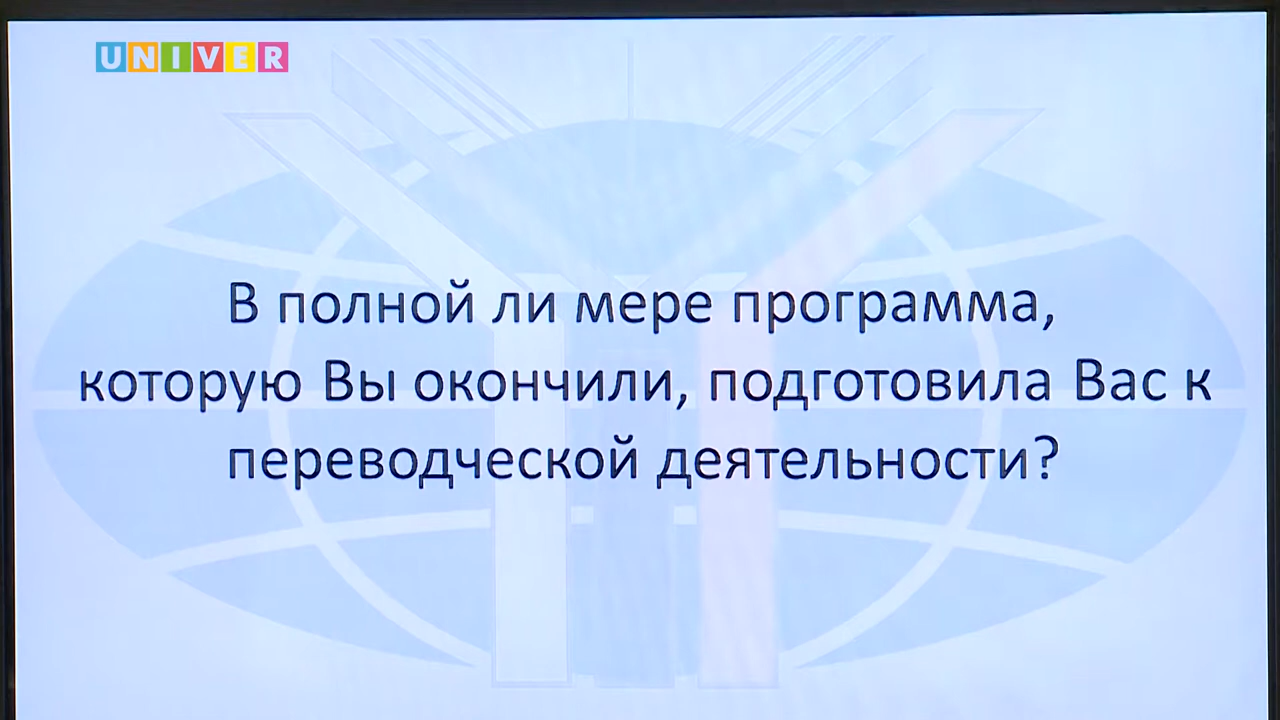 UNIVER
В полной ли мере программа,
которую Вы окончили, подготовила Вас к
переводческой деятельности?